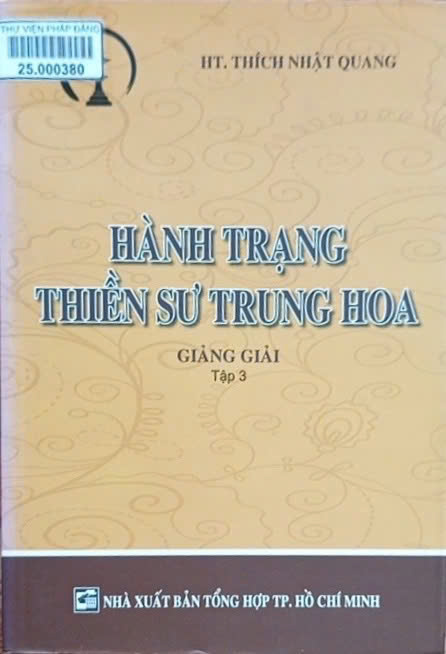 THƯ VIỆN PHÁP ĐĂNG
25.000380
HT. THÍCH NHẬT QUANG
HÀNH TRẠNG
THIỀN SƯ TRUNG HOA
GIẢNG GIẢI
Tập 3
NHÀ XUẤT BẢN TỔNG HỢP TP. HỒ CHÍ MINH